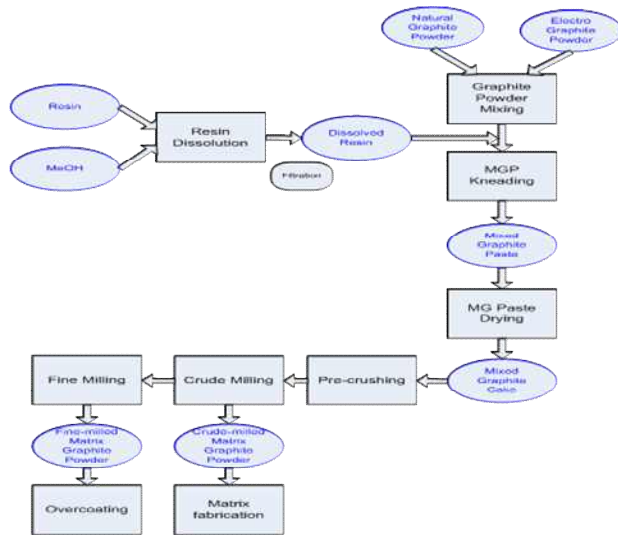 Natural
Graphite
Powder
Electro
Graphite
Powder
Graphite
Powder
Mixing
Resin
Resin
Dissolution
Dissolved
Resin
MeOH
Filtration
MGP
Kneading
Mixed
Graphite
Paste
MG Paste
Drying
Fine Milling
Crude Milling
Pre-crushing
Mixed
Graphite
Cake
Fine-milled
Matrix
Graphite
Powder
Crude-milled
Matrix
Graphite
Powder
Overcoating
Matrix
fabrication